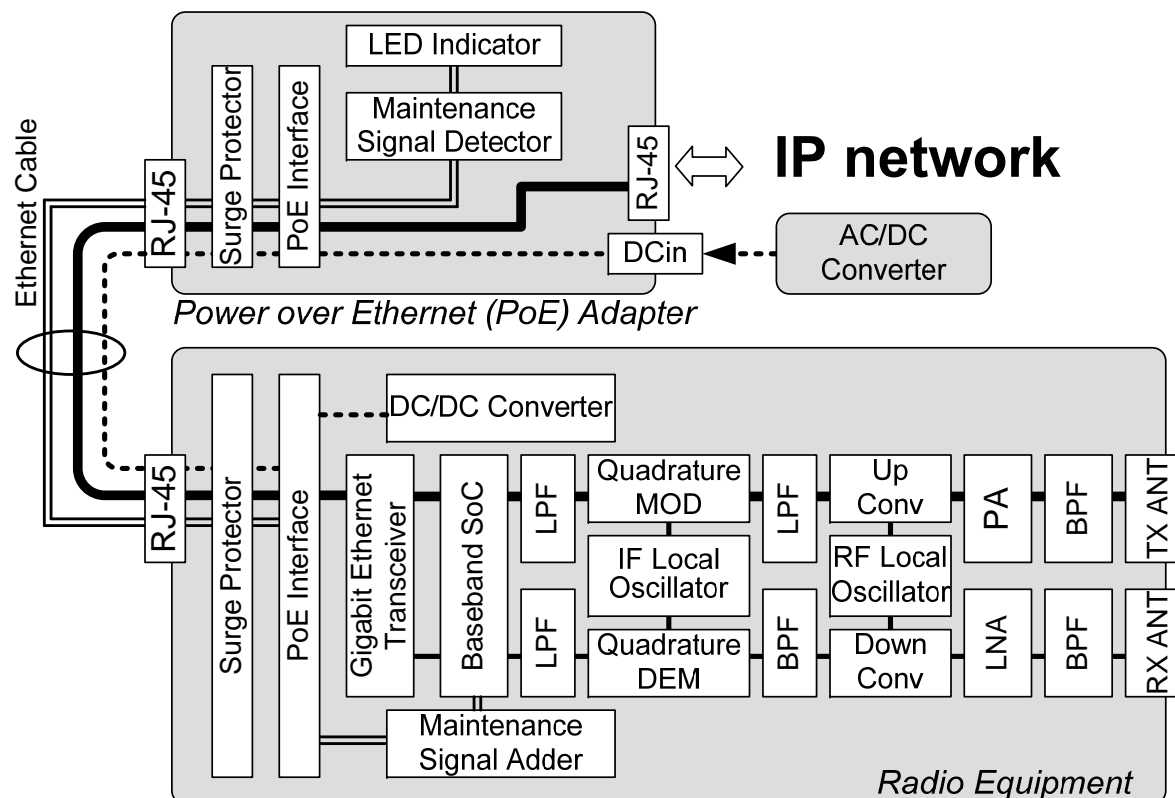 LED Indicator
Maintenance
Signal Detector
Surge Protector
PoE Interface
RJ-45
RJ-45
IP network
DCin
AC/DC
Converter
Ethernet Cable
Power over Ethernet (PoE) Adapter
RJ-45
Surge Protector
PoE Interface
DC/DC Converter
Gigabit Ethernet
Transceiver
Baseband SoC
LPF
Quadrature
MOD
LPF
Up
Conv
PA
BPF
TX ANT
IF Local
Oscillator
RF Local
Oscillator
LPF
Quadrature
DEM
BPF
Down
Conv
LNA
BPF
RX ANT
Maintenance
Signal Adder
Radio Equipment